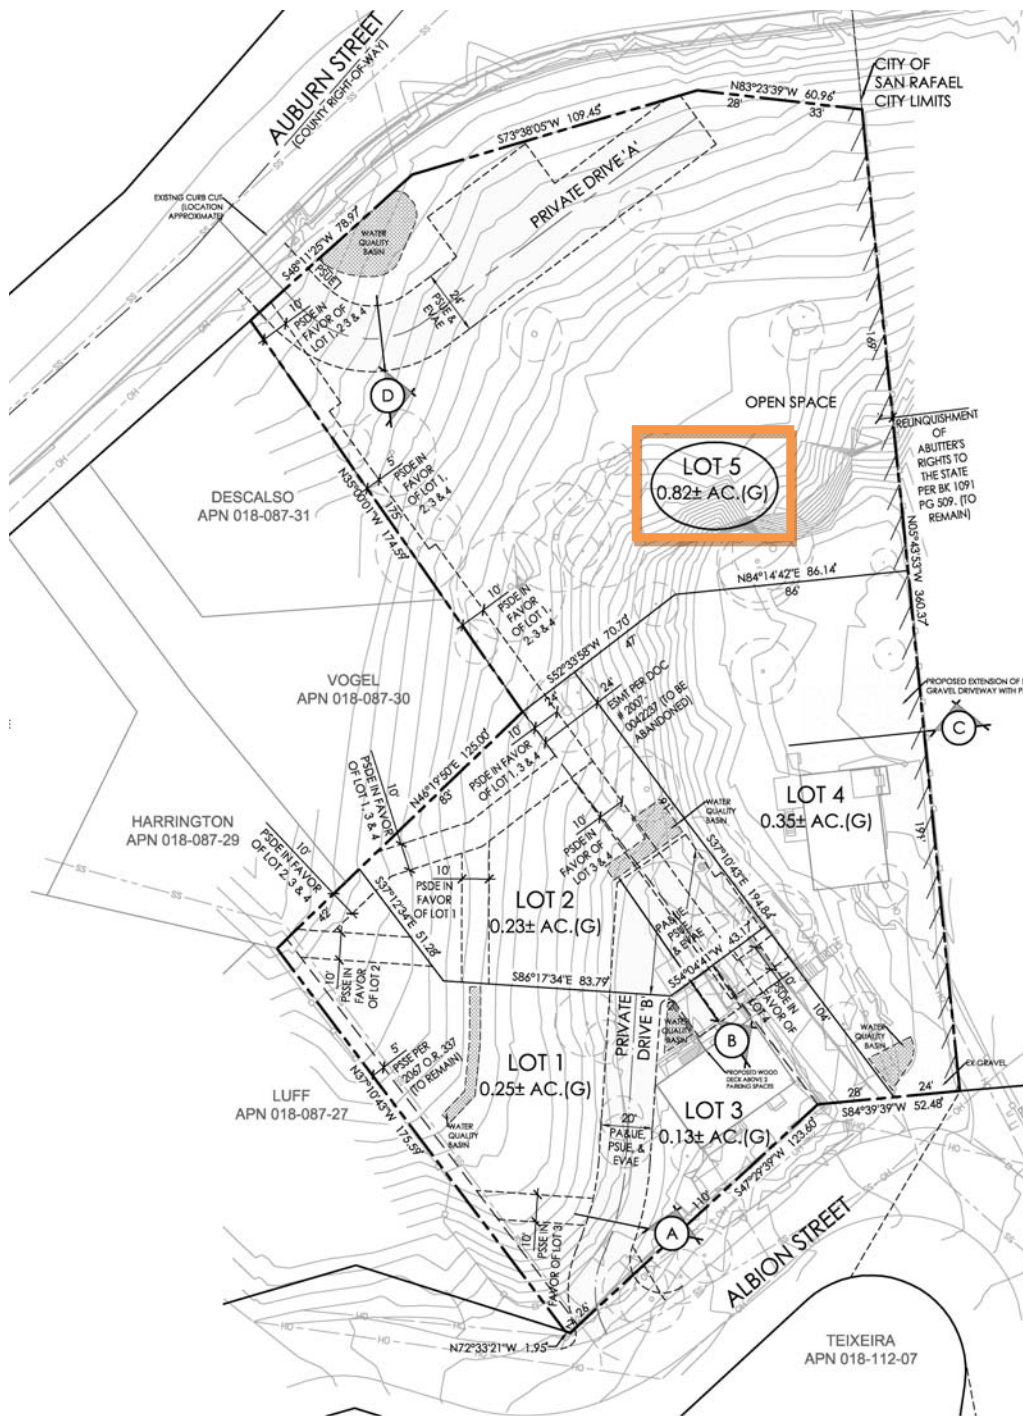 AUBURN STREET
(COUNTY RIGHT-OF-WAY)
SS
CITY OF
SAN RAFAEL
CITY LIMITS
N83°23'39"W 60.96'
28'
33'
S73°38'05"W 109.45'
PRIVATE DRIVE 'A'
EXISTNG CURB CUT
(LOCATION
APPROXIMATE)
S48°11'25"W 78.97'
WATER
QUALITY
BASIN
PSUE
24'
PSUE &
EVAE
10'
PSDE IN
FAVOR OF
LOT 1, 2 3 & 4
OH
SS
169'
D
OPEN SPACE
LOT 5
0.82± AC.(G)
RELINQUISHMENT
OF
ABUTTER'S
RIGHTS TO
THE STATE
PER BK 1091
PG 509. (TO
REMAIN)
DESCALSO
APN 018-087-31
5'
PSDE IN
FAVOR
OF LOT 1,
2, 3 & 4
175'
N35°00'01"W 174.59'
N05°43'53"W 360.37'
N84°14'42"E 86.14'
86'
10'
PSDE IN
FAVOR
OF LOT 1,
2, 3 & 4
S52°33'58"W 70.70'
47'
VOGEL
APN 018-087-30
24'
24'
ESMT PER DOC
# 2007-
0042237 (TO BE
ABANDONED)
PROPOSED EXTENSION OF
GRAVEL DRIVEWAY WITH P
C
N46°19'50"E 125.00'
83'
10'
PSDE IN FAVOR
OF LOT 1, 3 & 4
10'
PSDE IN FAVOR
OF LOT 1, 3 & 4
HARRINGTON
APN 018-087-29
WATER
QUALITY
BASIN
LOT 4
0.35± AC.(G)
191'
10'
PSDE IN FAVOR
OF LOT 2, 3 & 4
10'
PSDE IN
FAVOR OF
LOT 3 & 4
91'
S37°10'43"E 194.84'
10'
PSDE IN
FAVOR
OF LOT 1
LOT 2
0.23± AC.(G)
42'
S37°12'34"E 51.28'
PA&UE,
PSUE,
& EVAE
S54°04'41"W 43.17'
10'
PSSE IN
FAVOR
OF LOT 2
S86°17'34"E 83.79'
PRIVATE
DRIVE 'B'
10'
PSDE IN
FAVOR OF
LOT 4
104'
WATER
QUALITY
BASIN
B
WATER
QUALITY
BASIN
EX GRAVEL
5'
PSSE PER
2067 O.R. 337
(TO REMAIN)
LOT 1
0.25± AC.(G)
PROPOSED WOOD
DECK ABOVE 2
PARKING SPACES
28'
24'
S84°39'39"W 52.48'
LUFF
APN 018-087-27
N37°10'43"W 175.59'
WATER
QUALITY
BASIN
LOT 3
0.13± AC.(G)
20'
PA&UE,
PSUE, &
EVAE
S47°29'39"W 123.60'
110'
A
10'
PSSE IN
FAVOR OF LOT 3
ALBION STREET
26'
N72°33'21"W 1.95'
TEIXEIRA
APN 018-112-07